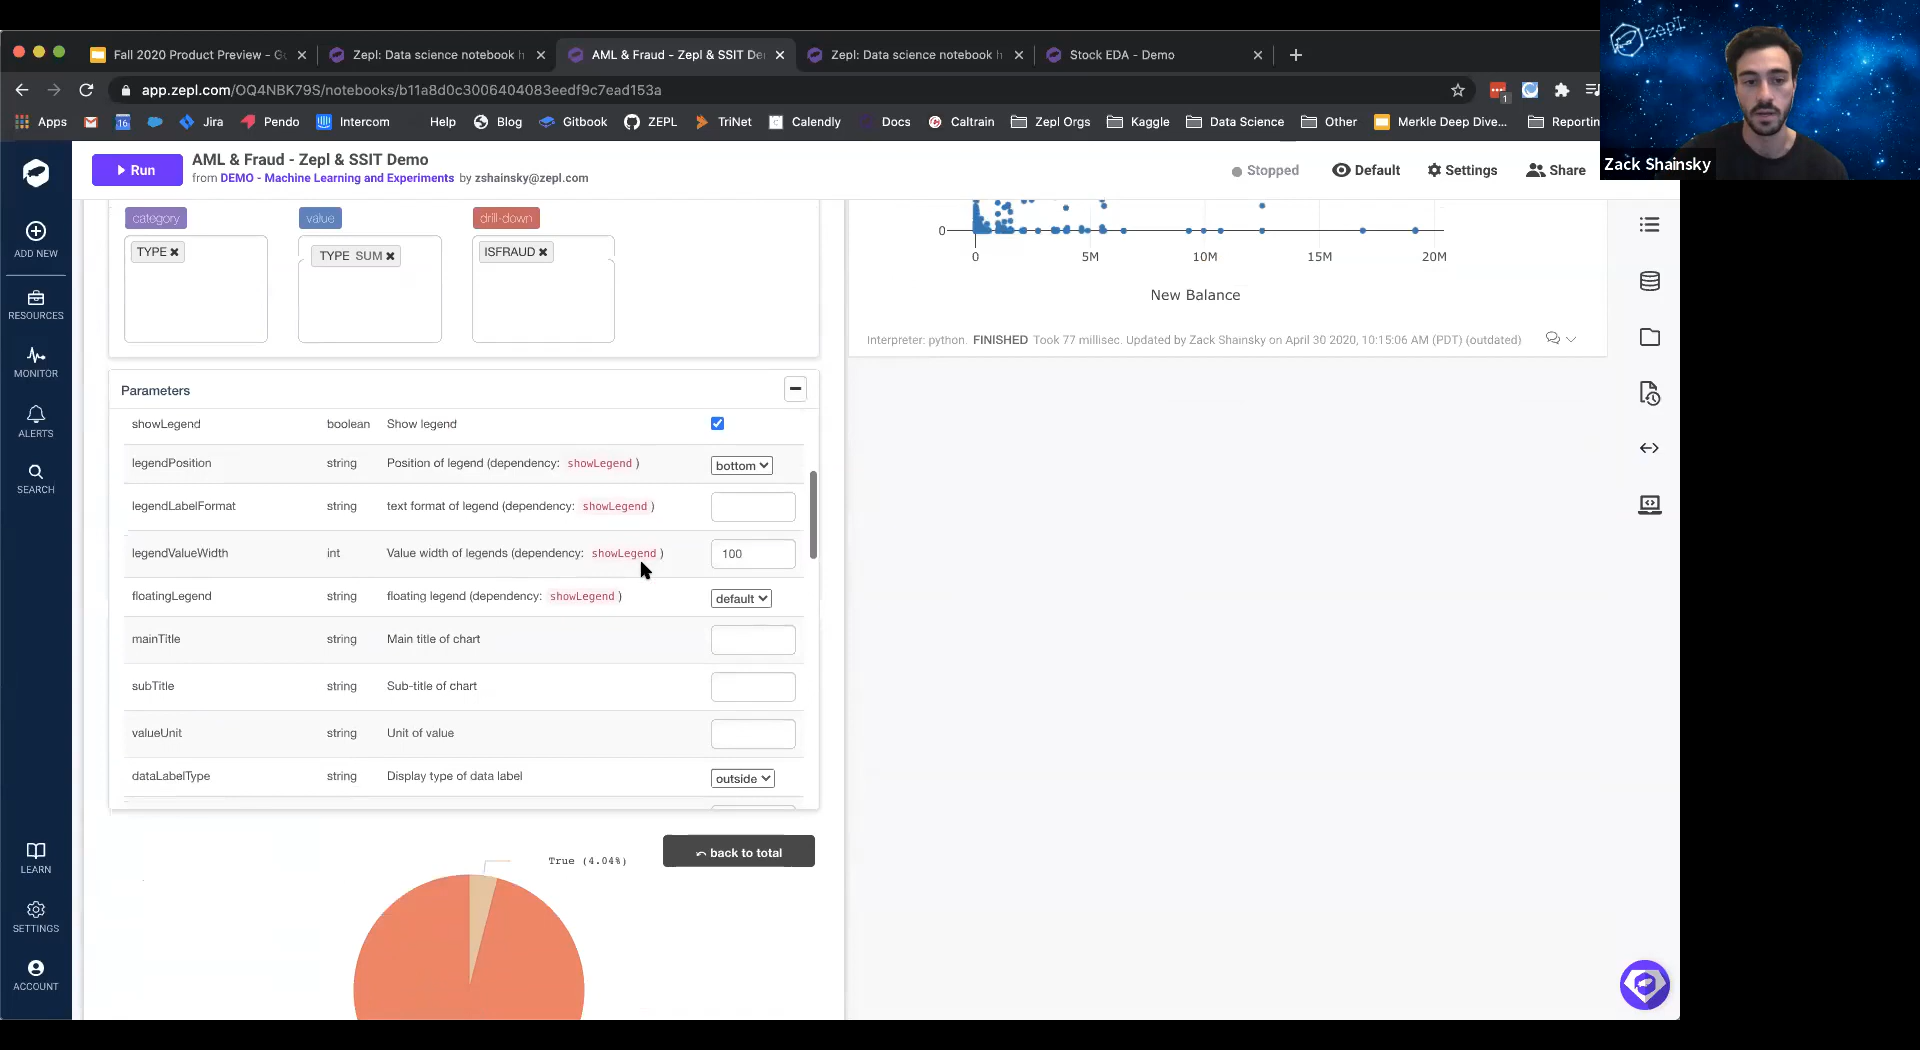 Fall 2020 Product Preview - G
Zepl: Data science notebook h
AML & Fraud - Zepl & SSIT De
Zepl: Data science notebook h
Stock EDA - Demo
app.zepl.com/OQ4NBK79S/notebooks/b11a8d0c3006404083eedf9c7ead153a
1
Apps
16
Jira
Pendo
Intercom
Help
Blog
Gitbook
ZEPL
TriNet
Calendly
Docs
Caltrain
Zepl Orgs
Kaggle
Data Science
Other
Merkle Deep Dive...
Reportin
zepl
Zack Shainsky
Run
AML & Fraud - Zepl & SSIT Demo
from DEMO - Machine Learning and Experiments by zshainsky@zepl.com
Stopped
Default
Settings
Share
ADD NEW
RESOURCES
MONITOR
ALERTS
SEARCH
LEARN
SETTINGS
ACCOUNT
category
value
drill-down
TYPE
TYPE SUM
ISFRAUD
Parameters
showLegend boolean Show legend
legendPosition string Position of legend (dependency: showLegend ) bottom
legendLabelFormat string text format of legend (dependency: showLegend )
legendValueWidth int Value width of legends (dependency: showLegend ) 100
floatingLegend string floating legend (dependency: showLegend ) default
mainTitle string Main title of chart
subTitle string Sub-title of chart
valueUnit string Unit of value
dataLabelType string Display type of data label outside
back to total
True (4.04%)
0
0 5M 10M 15M 20M
New Balance
Interpreter: python. FINISHED Took 77 millisec. Updated by Zack Shainsky on April 30 2020, 10:15:06 AM (PDT) (outdated)